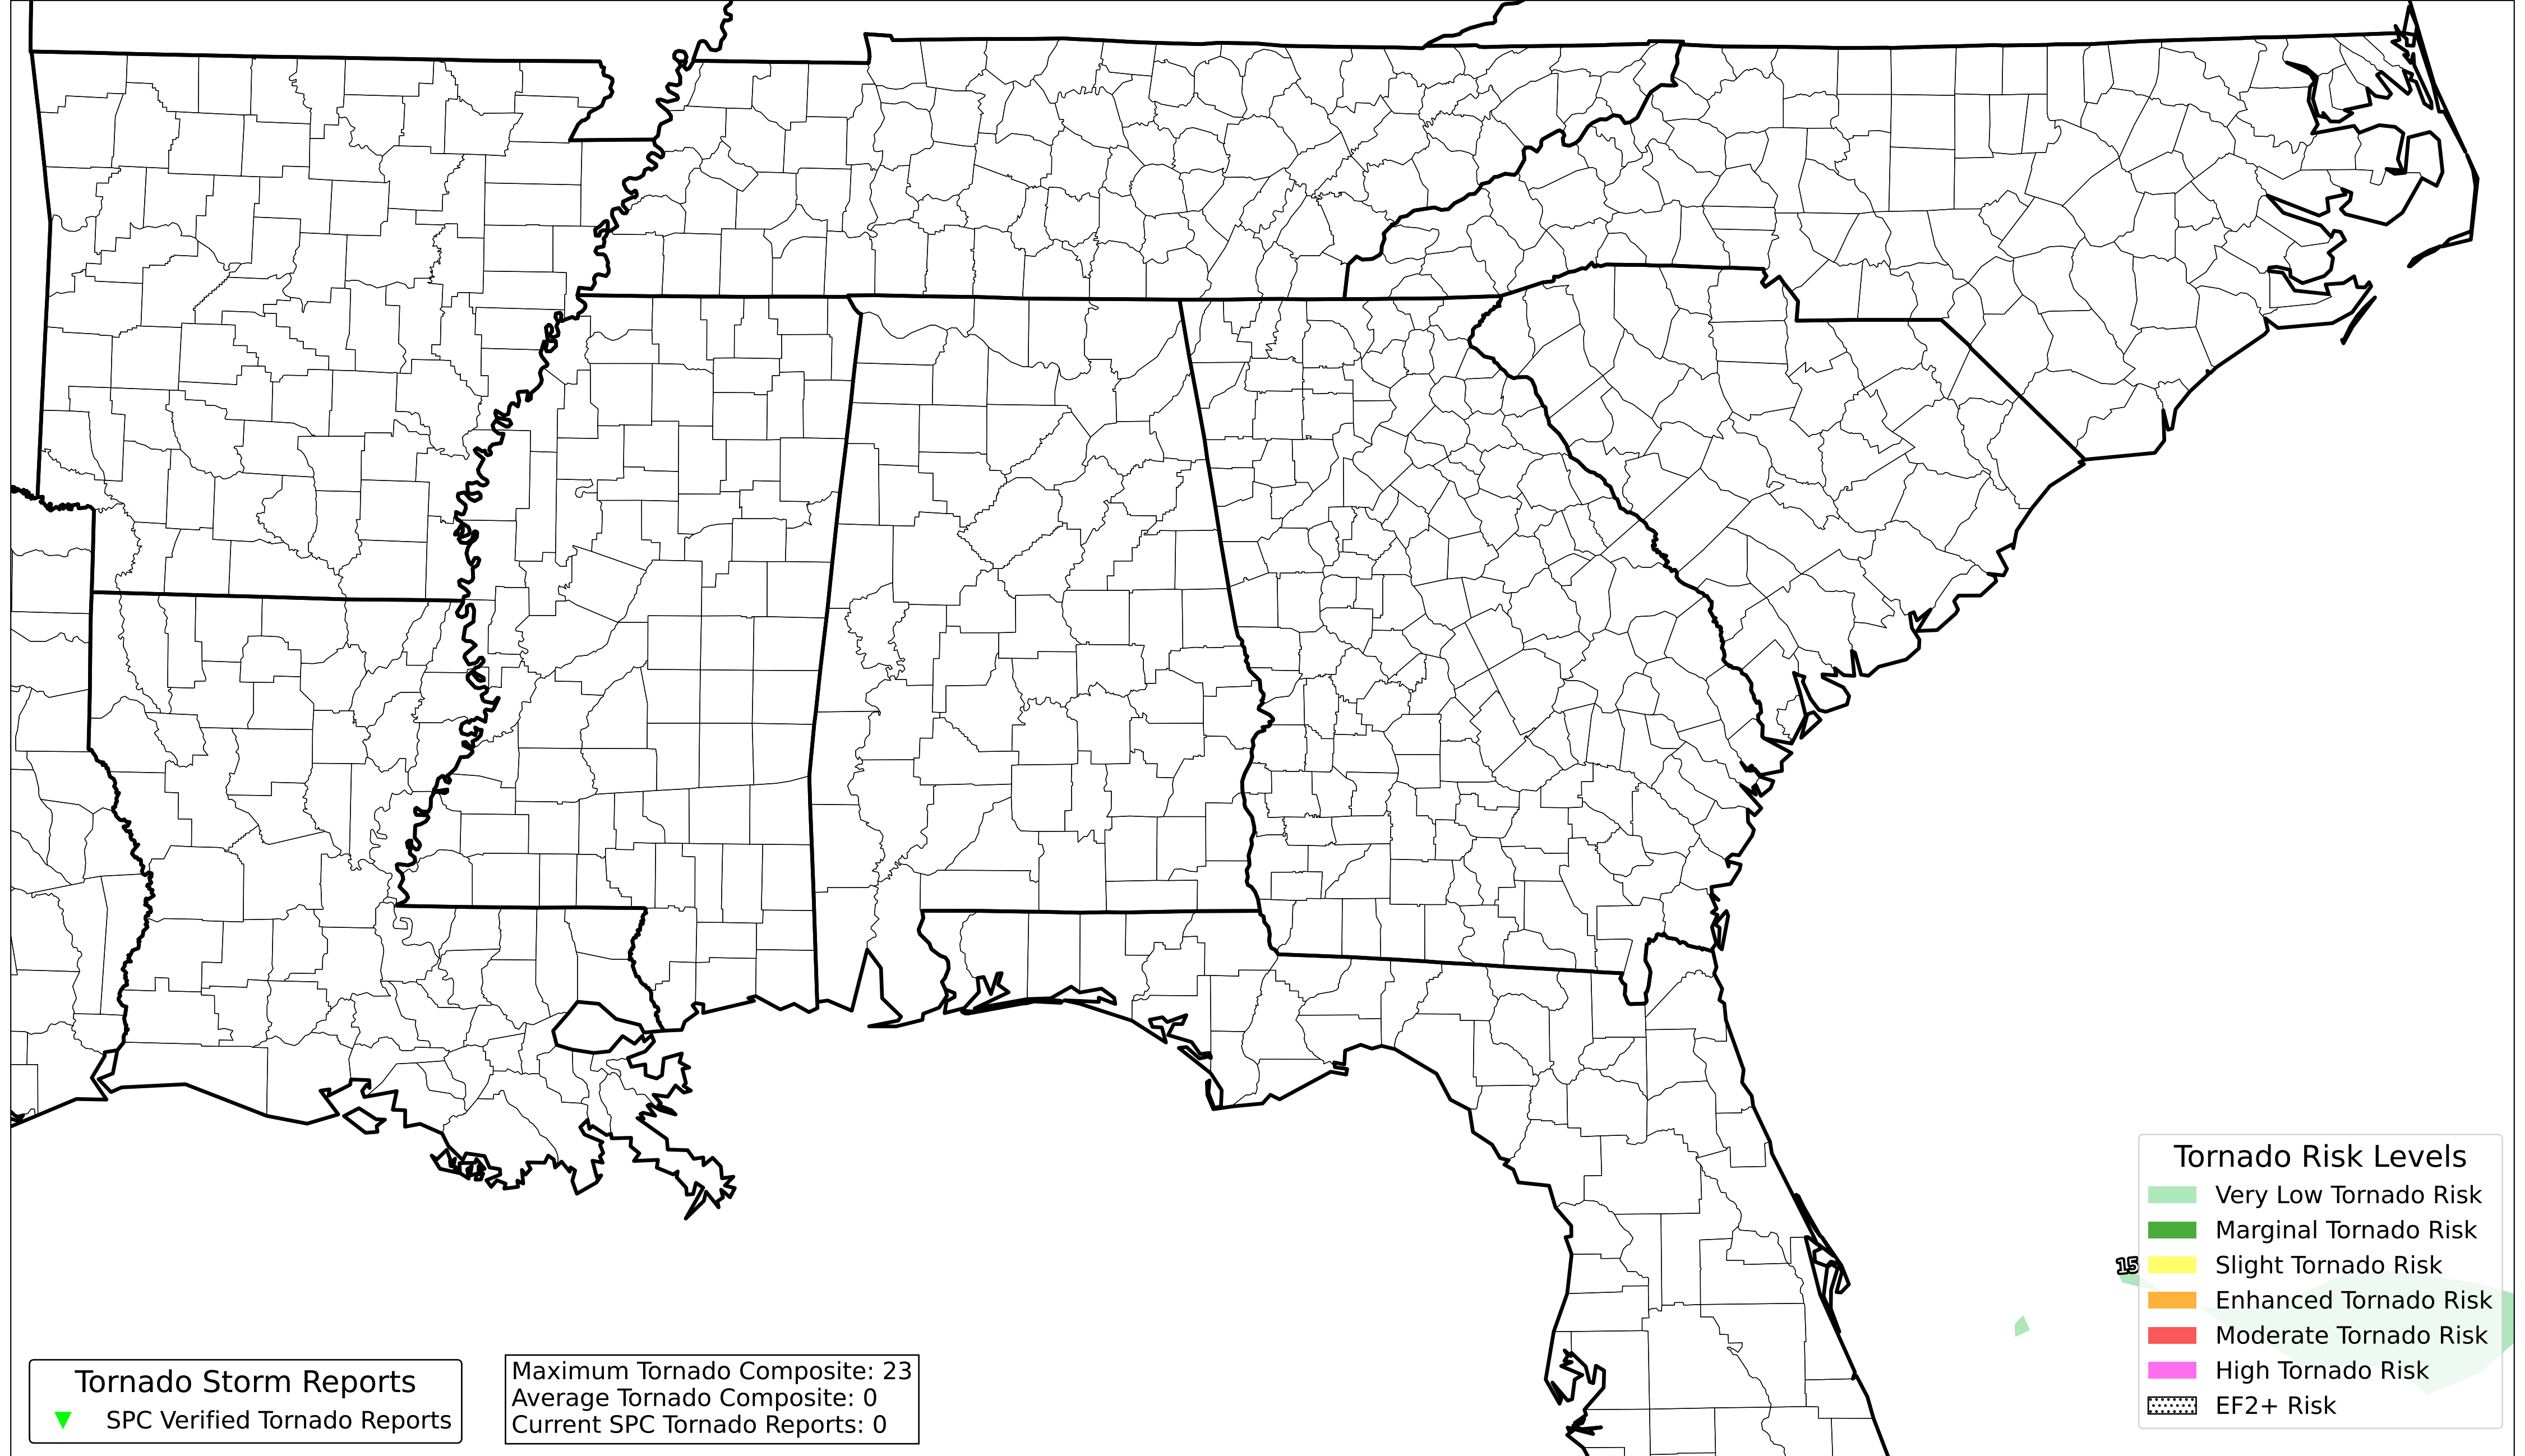 15
Tornado Risk Levels
Very Low Tornado Risk
Marginal Tornado Risk
Slight Tornado Risk
Enhanced Tornado Risk
Moderate Tornado Risk
High Tornado Risk
EF2+ Risk
Tornado Storm Reports
SPC Verified Tornado Reports
Maximum Tornado Composite: 23
Average Tornado Composite: 0
Current SPC Tornado Reports: 0